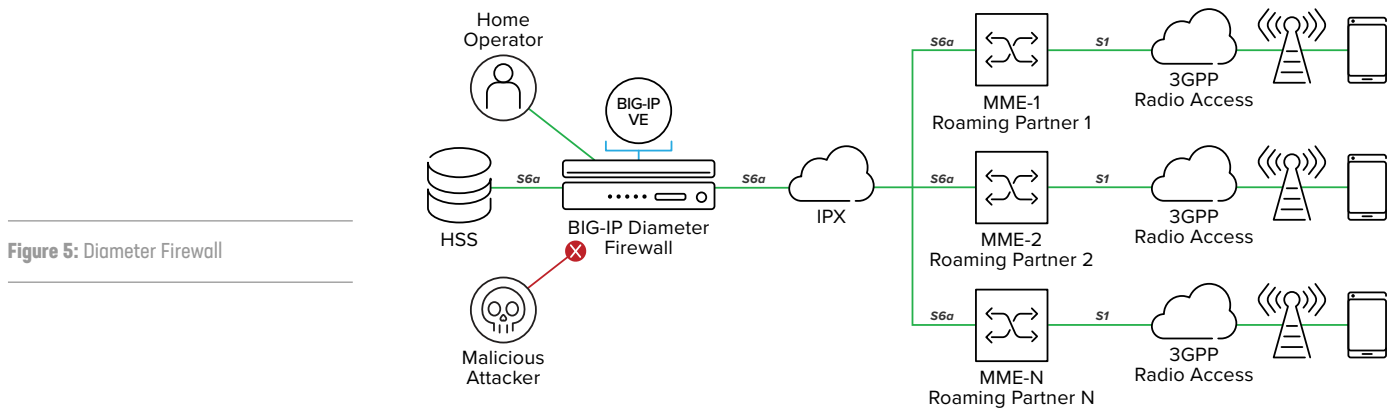 Figure 5: Diameter Firewall
Home
Operator
BIG-IP
VE
HSS
S6a
BIG-IP Diameter
Firewall
Malicious
Attacker
S6a
IPX
S6a
MME-1
Roaming Partner 1
S1
3GPP
Radio Access
S6a
MME-2
Roaming Partner 2
S1
3GPP
Radio Access
S6a
MME-N
Roaming Partner N
S1
3GPP
Radio Access